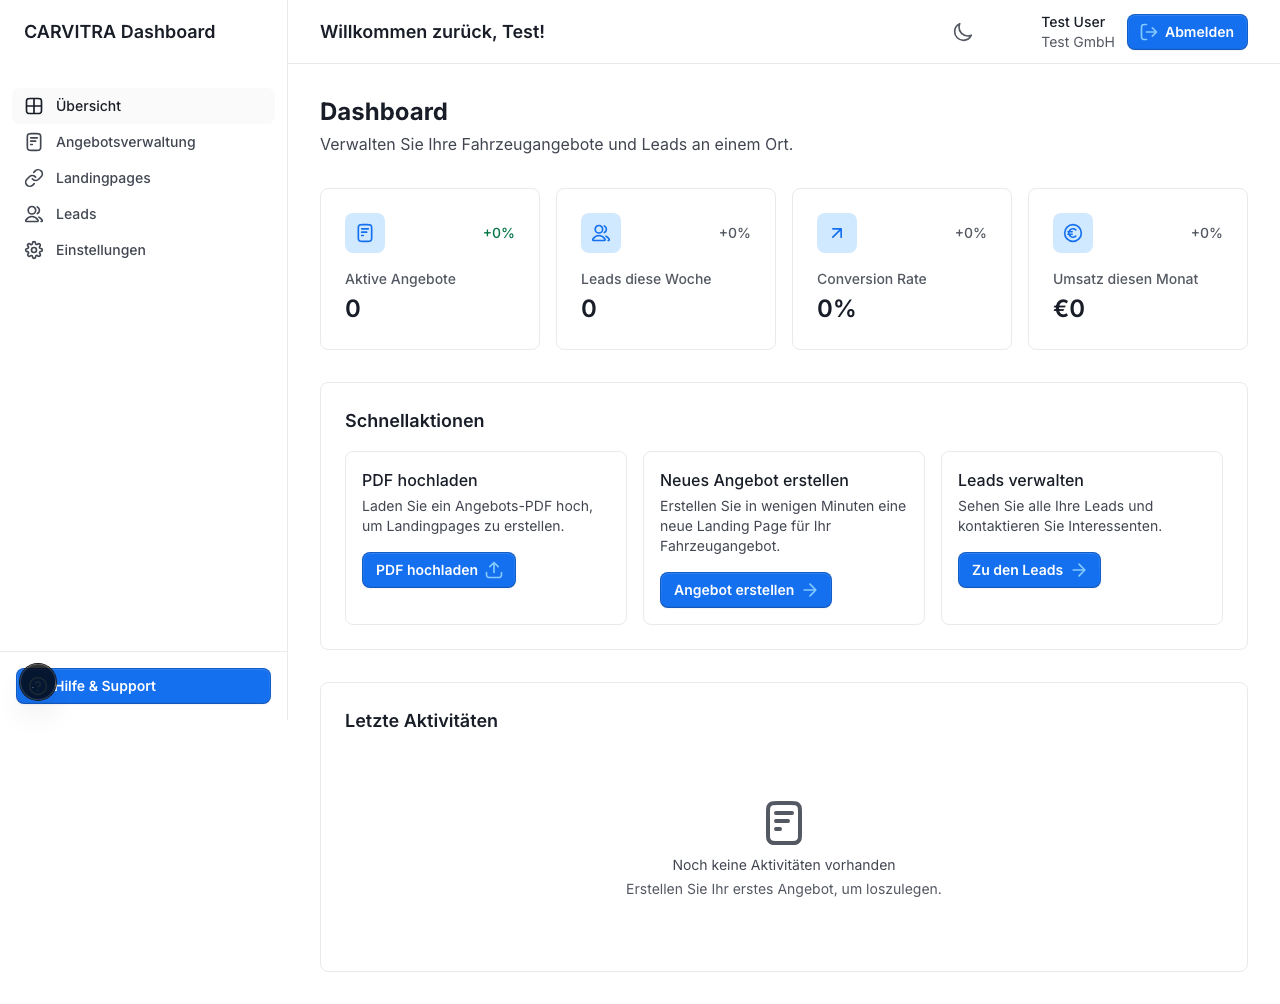 CARVITRA Dashboard
Übersicht
Angebotsverwaltung
Landingpages
Leads
Einstellungen
Hilfe & Support
Willkommen zurück, Test!
Test User
Test GmbH
Abmelden
Dashboard
Verwalten Sie Ihre Fahrzeugangebote und Leads an einem Ort.
+0%
Aktive Angebote
0
+0%
Leads diese Woche
0
+0%
Conversion Rate
0%
+0%
Umsatz diesen Monat
€0
Schnellaktionen
PDF hochladen
Laden Sie ein Angebots-PDF hoch,
um Landingpages zu erstellen.
PDF hochladen
Neues Angebot erstellen
Erstellen Sie in wenigen Minuten eine
neue Landing Page für Ihr
Fahrzeugangebot.
Angebot erstellen
Leads verwalten
Sehen Sie alle Ihre Leads und
kontaktieren Sie Interessenten.
Zu den Leads
Letzte Aktivitäten
Noch keine Aktivitäten vorhanden
Erstellen Sie Ihr erstes Angebot, um loszulegen.